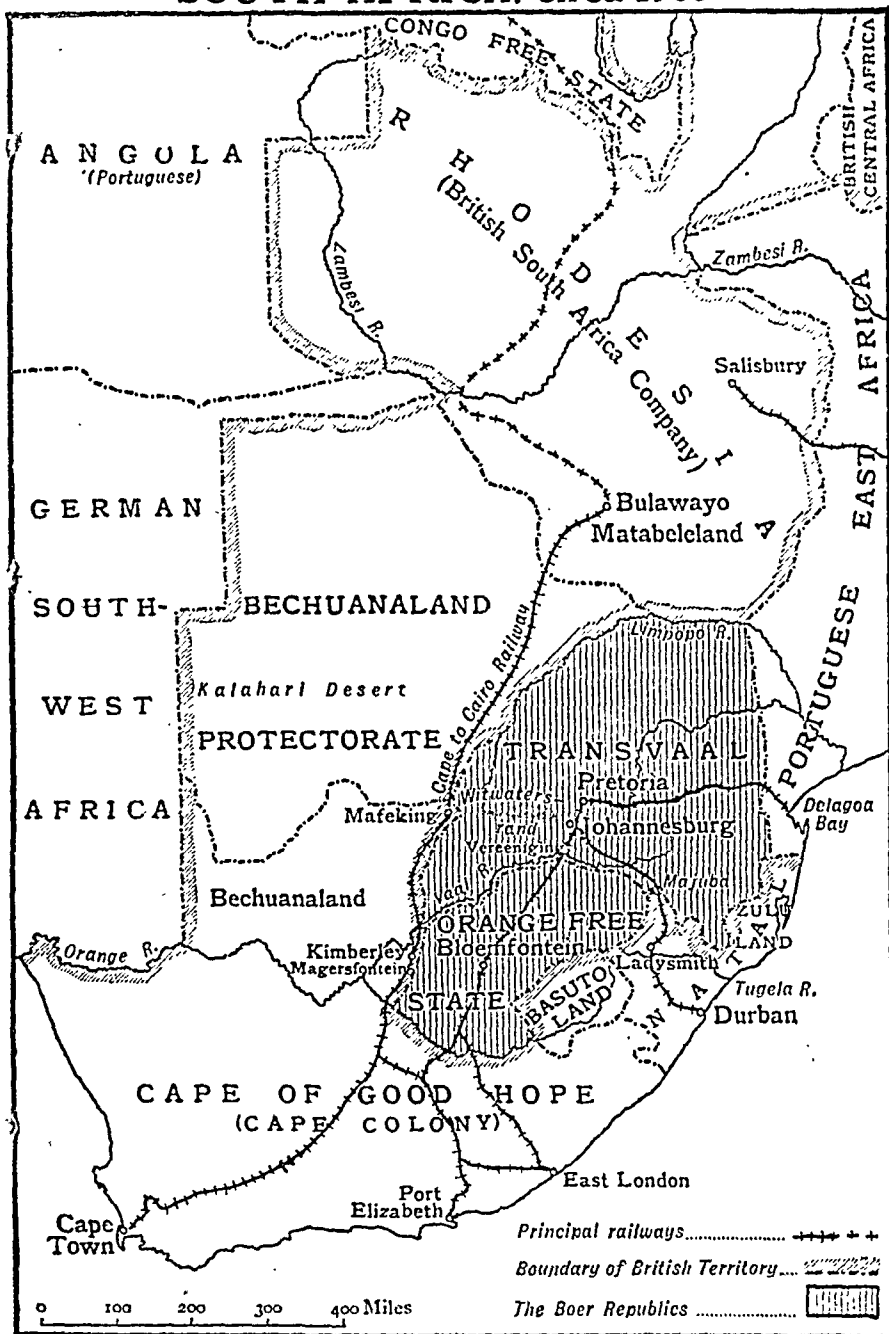 CONGO FREE STATE
BRITISH
CENTRAL AFRICA
ANGOLA
(Portuguese)
RHODESIA
(British South Africa Company)
Zambesi R.
Zambesi R.
Salisbury
PORTUGUESE EAST AFRICA
Bulawayo
Matabeleland
GERMAN
SOUTH-
WEST
AFRICA
BECHUANALAND
PROTECTORATE
Kalahari Desert
Cape to Cairo Railway
Limpopo R.
TRANSVAAL
Pretoria
Witwaters-
rand
Johannesburg
Mafeking
Vereenigin
Delagoa
Bay
Bechuanaland
Vaal R.
Majuba
ZULU
LAND
ORANGE FREE
STATE
Bloemfontein
Orange R.
Kimberley
Magersfontein
Ladysmith
NATAL
Tugela R.
BASUTO
LAND
Durban
CAPE OF GOOD HOPE
(CAPE COLONY)
East London
Port
Elizabeth
Cape
Town
Principal railways
Boundary of British Territory
The Boer Republics
0 100 200 300 400 Miles